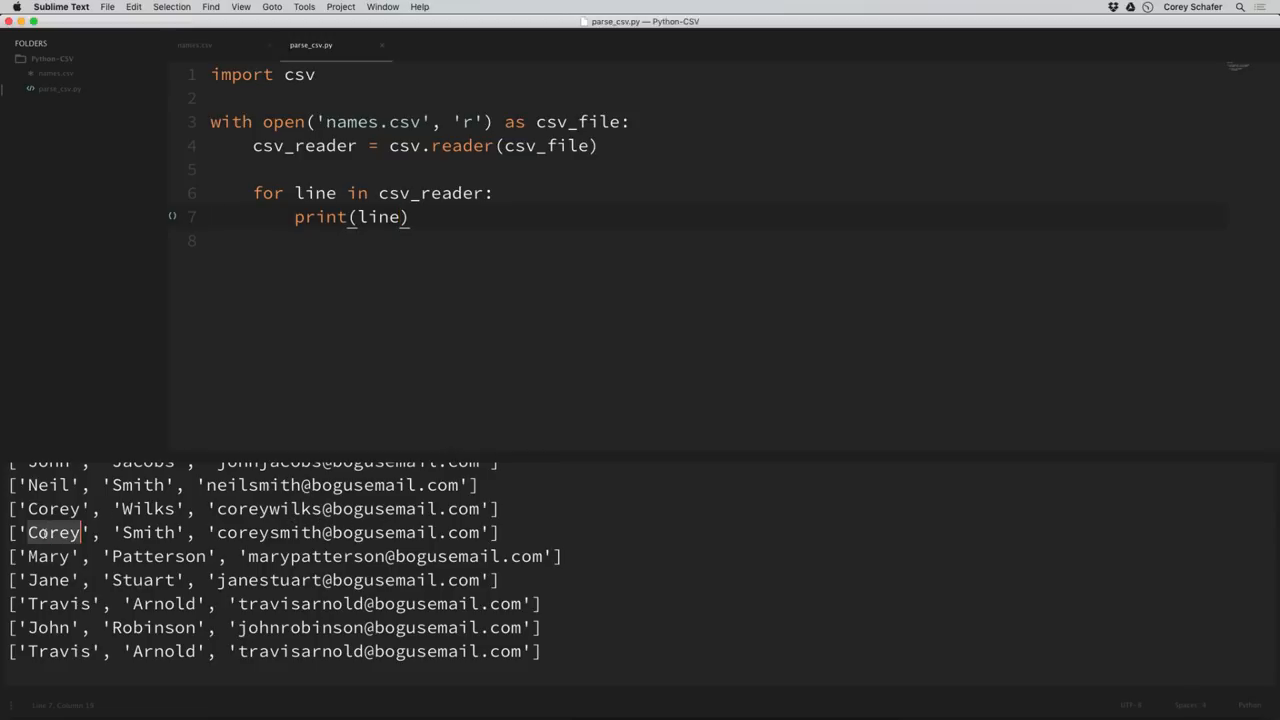 Sublime Text File Edit Selection Find View Goto Tools Project Window Help Corey Schafer
parse_csv.py — Python-CSV
FOLDERS
Python-CSV
names.csv
parse_csv.py
names.csv parse_csv.py
1 import csv
2
3 with open('names.csv', 'r') as csv_file:
4 csv_reader = csv.reader(csv_file)
5
6 for line in csv_reader:
7 print(line)
8
['John', 'Jacobs', 'johnjacobs@bogusemail.com']
['Neil', 'Smith', 'neilsmith@bogusemail.com']
['Corey', 'Wilks', 'coreywilks@bogusemail.com']
['Corey', 'Smith', 'coreysmith@bogusemail.com']
['Mary', 'Patterson', 'marypatterson@bogusemail.com']
['Jane', 'Stuart', 'janestuart@bogusemail.com']
['Travis', 'Arnold', 'travisarnold@bogusemail.com']
['John', 'Robinson', 'johnrobinson@bogusemail.com']
['Travis', 'Arnold', 'travisarnold@bogusemail.com']
Line 7, Column 19 UTF-8 Python